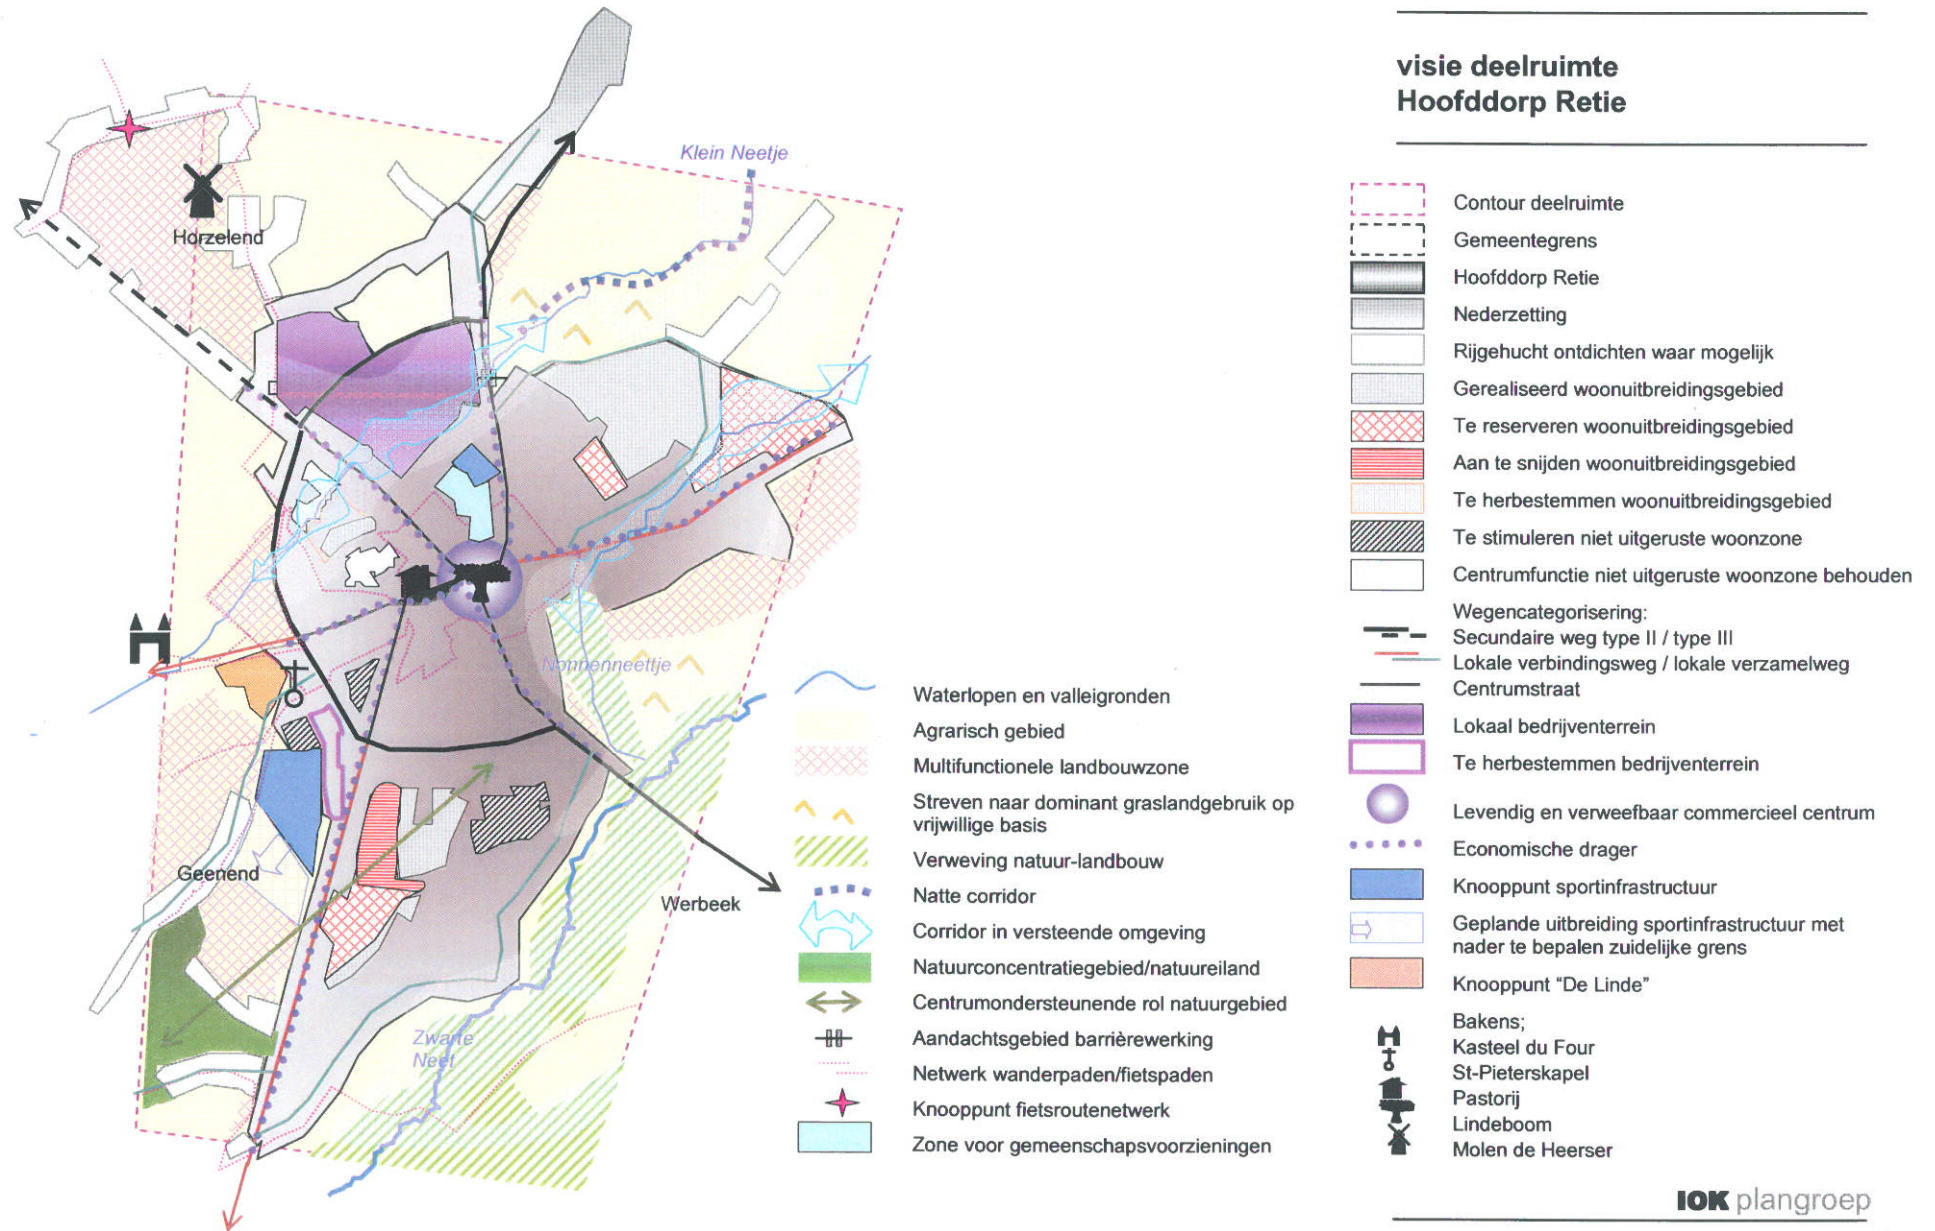 visie deelruimte
Hoofddorp Retie
Klein Neetje
Horzelend
Nonnenneettje
Geenend
Werbeek
Zwarte
Neet
Waterlopen en valleigronden
Agrarisch gebied
Multifunctionele landbouwzone
Streven naar dominant graslandgebruik op
vrijwillige basis
Verweving natuur-landbouw
Natte corridor
Corridor in versteende omgeving
Natuurconcentratiegebied/natuureiland
Centrumondersteunende rol natuurgebied
Aandachtsgebied barrièrewerking
Netwerk wanderpaden/fietspaden
Knooppunt fietsroutenetwerk
Zone voor gemeenschapsvoorzieningen
Contour deelruimte
Gemeentegrens
Hoofddorp Retie
Nederzetting
Rijgehucht ontdichten waar mogelijk
Gerealiseerd woonuitbreidingsgebied
Te reserveren woonuitbreidingsgebied
Aan te snijden woonuitbreidingsgebied
Te herbestemmen woonuitbreidingsgebied
Te stimuleren niet uitgeruste woonzone
Centrumfunctie niet uitgeruste woonzone behouden
Wegencategorisering:
Secundaire weg type II / type III
Lokale verbindingsweg / lokale verzamelweg
Centrumstraat
Lokaal bedrijventerrein
Te herbestemmen bedrijventerrein
Levendig en verweefbaar commercieel centrum
Economische drager
Knooppunt sportinfrastructuur
Geplande uitbreiding sportinfrastructuur met
nader te bepalen zuidelijke grens
Knooppunt “De Linde”
Bakens;
Kasteel du Four
St-Pieterskapel
Pastorij
Lindeboom
Molen de Heerser
IOK plangroep